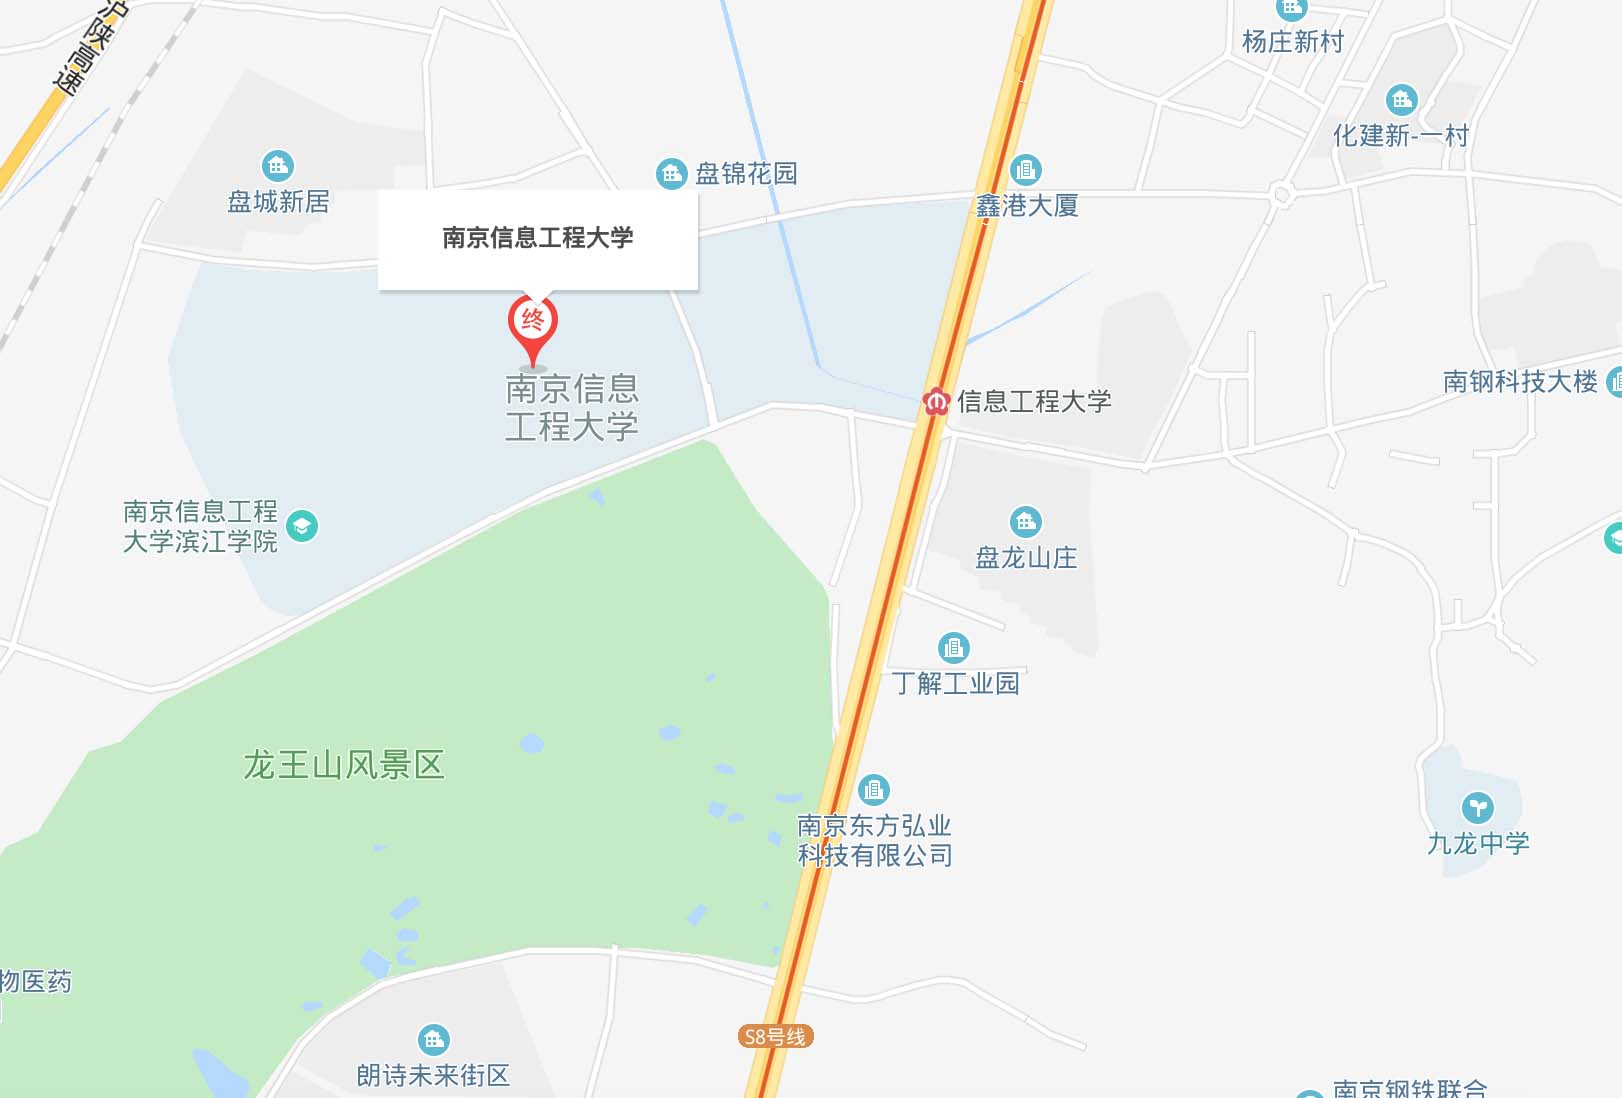 沪陕高速
杨庄新村
化建新-一村
盘锦花园
盘城新居
鑫港大厦
南京信息工程大学
终
南京信息
工程大学
信息工程大学
南钢科技大楼
南京信息工程
大学滨江学院
盘龙山庄
丁解工业园
龙王山风景区
南京东方弘业
科技有限公司
九龙中学
物医药
S8号线
朗诗未来街区
南京钢铁联合